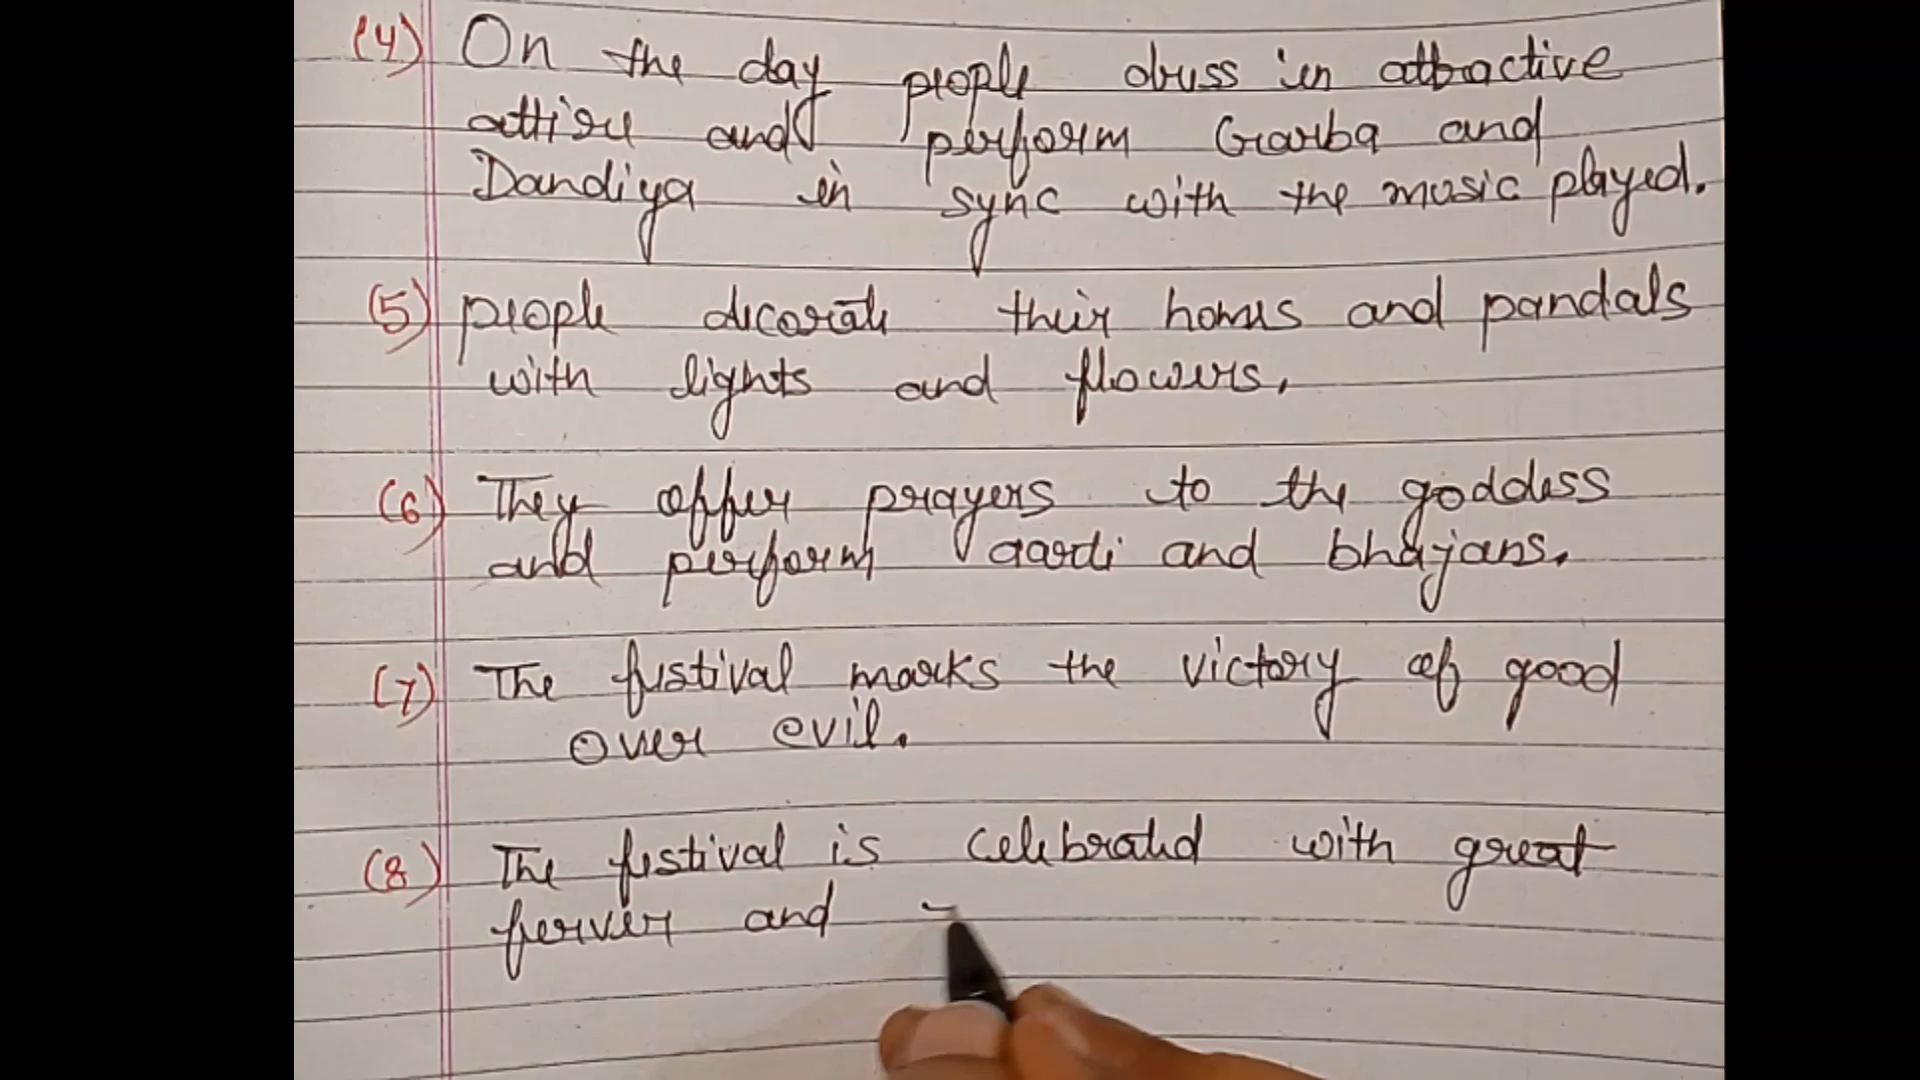 (4) On the day people dress in attractive
attire and perform Garba and
Dandiya in sync with the music played.
(5) people decorate their homes and pandals
with lights and flowers.
(6) They offer prayers to the goddess
and perform aarti and bhajans.
(7) The festival marks the victory of good
over evil.
(8) The festival is celebrated with great
ferver and